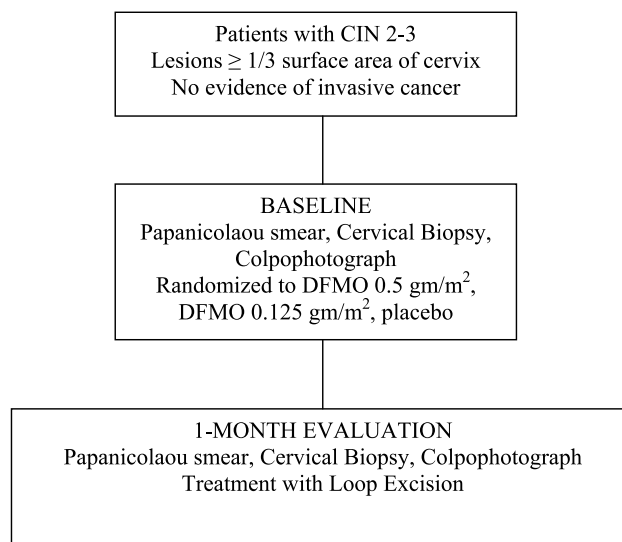 Patients with CIN 2-3
Lesions ≥ 1/3 surface area of cervix
No evidence of invasive cancer
BASELINE
Papanicolaou smear, Cervical Biopsy,
Colpophotograph
Randomized to DFMO 0.5 gm/m²,
DFMO 0.125 gm/m², placebo
1-MONTH EVALUATION
Papanicolaou smear, Cervical Biopsy, Colpophotograph
Treatment with Loop Excision